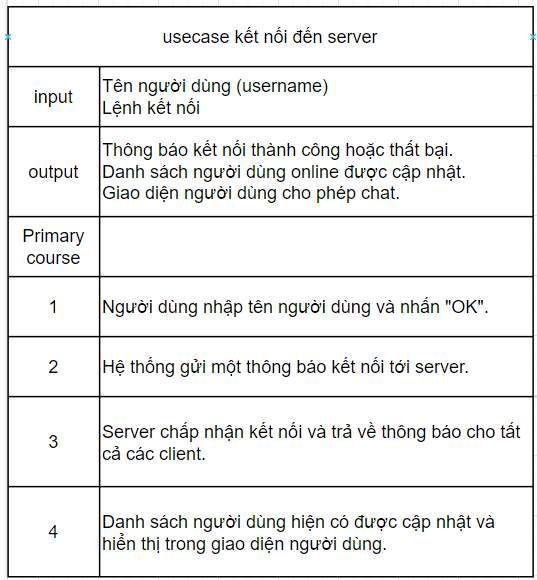 usecase kết nối đến server
input
Tên người dùng (username)
Lệnh kết nối
output
Thông báo kết nối thành công hoặc thất bại.
Danh sách người dùng online được cập nhật.
Giao diện người dùng cho phép chat.
Primary
course
1
Người dùng nhập tên người dùng và nhấn "OK".
2
Hệ thống gửi một thông báo kết nối tới server.
3
Server chấp nhận kết nối và trả về thông báo cho tất
cả các client.
4
Danh sách người dùng hiện có được cập nhật và
hiển thị trong giao diện người dùng.